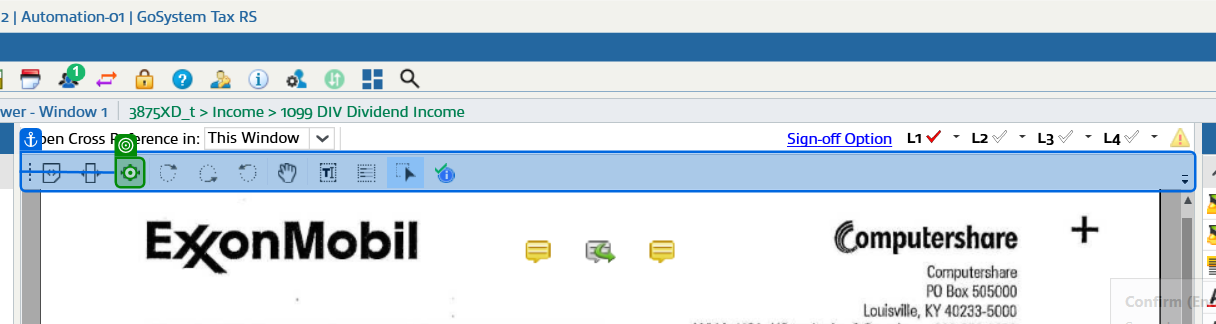 2 | Automation-01 | GoSystem Tax RS
1
wer - Window 1 3875XD_t > Income > 1099 DIV Dividend Income
pen Cross Reference in: This Window Sign-off Option L1 L2 L3 L4
ExxonMobil
Computershare
Computershare
PO Box 505000
Louisville, KY 40233-5000
Confirm (En